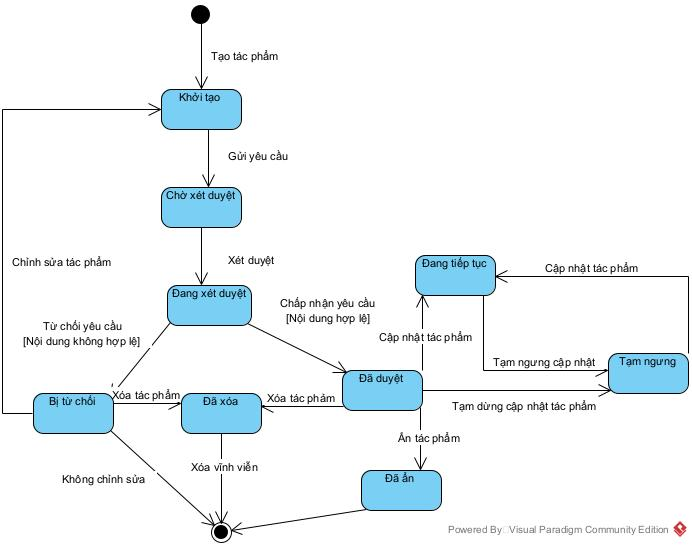 Tạo tác phẩm
Khởi tạo
Gửi yêu cầu
Chờ xét duyệt
Chỉnh sửa tác phẩm
Xét duyệt
Đang tiếp tục
Cập nhật tác phẩm
Đang xét duyệt
Chấp nhận yêu cầu
[Nội dung hợp lệ]
Từ chối yêu cầu
[Nội dung không hợp lệ]
Cập nhật tác phẩm
Tạm ngưng cập nhật
Tạm ngưng
Đã duyệt
Bị từ chối
Xóa tác phẩm
Đã xóa
Xóa tác phẩm
Tạm dừng cập nhật tác phẩm
Ẩn tác phẩm
Xóa vĩnh viễn
Không chỉnh sửa
Đã ẩn
Powered By Visual Paradigm Community Edition